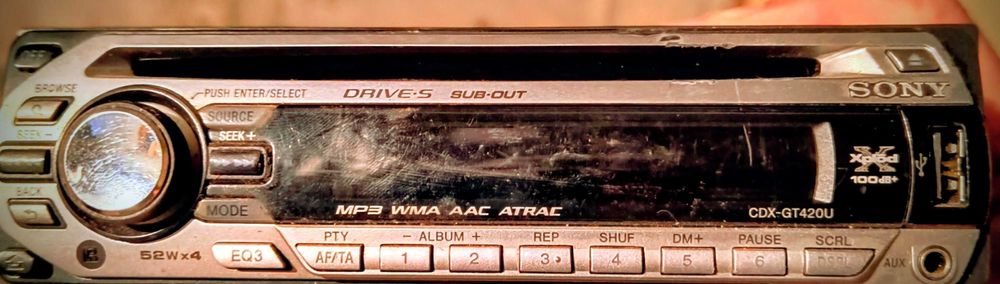 OFF
BROWSE
PUSH ENTER/SELECT
DRIVE-S SUB-OUT
SONY
SEEK - SOURCE
SEEK +
Xplod
100dB+
BACK
MODE
MP3 WMA AAC ATRAC
CDX-GT420U
PTY
- ALBUM +
REP
SHUF
DM+
PAUSE
SCRL
52W×4
EQ3
AF/TA
1
2
3
4
5
6
DSPL
AUX